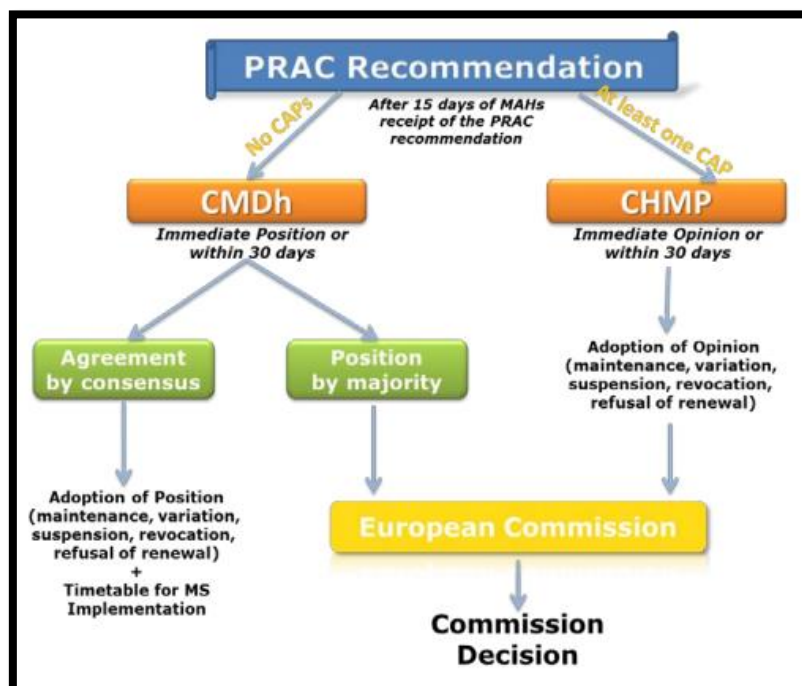 PRAC Recommendation
After 15 days of MAHs
receipt of the PRAC
recommendation
No CAPs
At least one CAP
CMDh
Immediate Position or
within 30 days
CHMP
Immediate Opinion or
within 30 days
Agreement
by consensus
Position
by majority
Adoption of Opinion
(maintenance, variation,
suspension, revocation,
refusal of renewal)
Adoption of Position
(maintenance, variation,
suspension, revocation,
refusal of renewal)
+
Timetable for MS
Implementation
European Commission
Commission
Decision